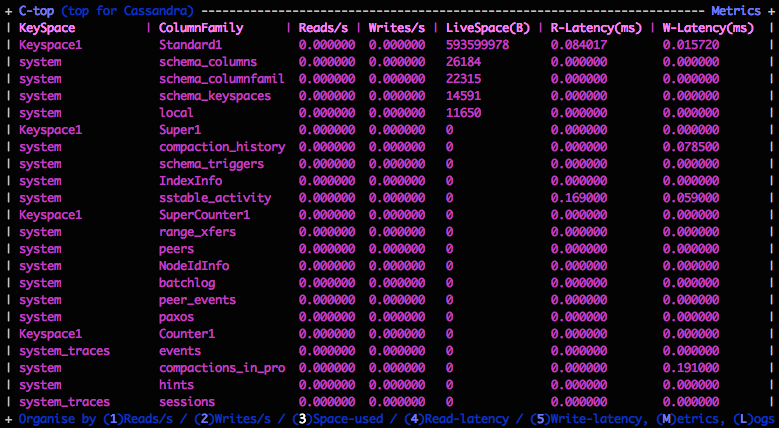 + C-top (top for Cassandra) ---------------------------------------------------------------------- Metrics +
| KeySpace | ColumnFamily | Reads/s | Writes/s | LiveSpace(B) | R-Latency(ms) | W-Latency(ms) |
| Keyspace1 Standard1 0.000000 0.000000 593599978 0.084017 0.015720 |
| system schema_columns 0.000000 0.000000 26184 0.000000 0.000000 |
| system schema_columnfamil 0.000000 0.000000 22315 0.000000 0.000000 |
| system schema_keyspaces 0.000000 0.000000 14591 0.000000 0.000000 |
| system local 0.000000 0.000000 11650 0.000000 0.000000 |
| Keyspace1 Super1 0.000000 0.000000 0 0.000000 0.000000 |
| system compaction_history 0.000000 0.000000 0 0.000000 0.078500 |
| system schema_triggers 0.000000 0.000000 0 0.000000 0.000000 |
| system IndexInfo 0.000000 0.000000 0 0.000000 0.000000 |
| system sstable_activity 0.000000 0.000000 0 0.169000 0.059000 |
| Keyspace1 SuperCounter1 0.000000 0.000000 0 0.000000 0.000000 |
| system range_xfers 0.000000 0.000000 0 0.000000 0.000000 |
| system peers 0.000000 0.000000 0 0.000000 0.000000 |
| system NodeIdInfo 0.000000 0.000000 0 0.000000 0.000000 |
| system batchlog 0.000000 0.000000 0 0.000000 0.000000 |
| system peer_events 0.000000 0.000000 0 0.000000 0.000000 |
| system paxos 0.000000 0.000000 0 0.000000 0.000000 |
| Keyspace1 Counter1 0.000000 0.000000 0 0.000000 0.000000 |
| system_traces events 0.000000 0.000000 0 0.000000 0.000000 |
| system compactions_in_pro 0.000000 0.000000 0 0.000000 0.191000 |
| system hints 0.000000 0.000000 0 0.000000 0.000000 |
| system_traces sessions 0.000000 0.000000 0 0.000000 0.000000 |
+ Organise by (1)Reads/s / (2)Writes/s / (3)Space-used / (4)Read-latency / (5)Write-latency, (M)etrics, (L)ogs